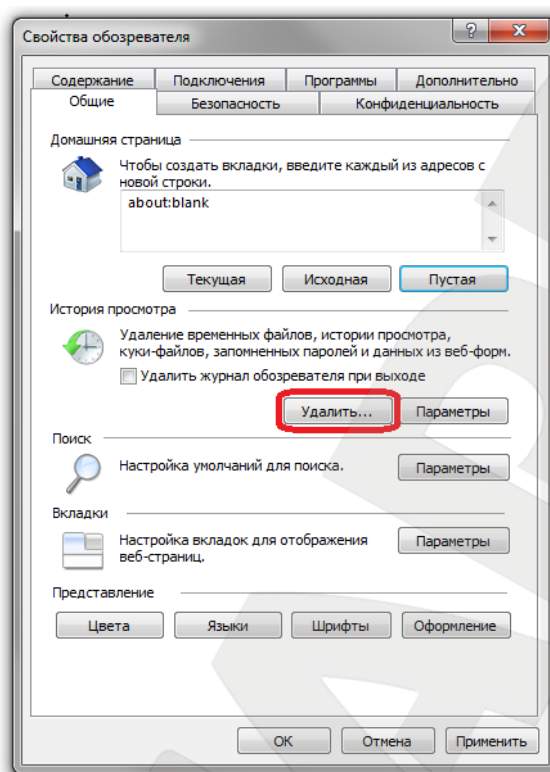 Свойства обозревателя
Содержание Подключения Программы Дополнительно
Общие Безопасность Конфиденциальность
Домашняя страница
Чтобы создать вкладки, введите каждый из адресов с
новой строки.
about:blank
Текущая Исходная Пустая
История просмотра
Удаление временных файлов, истории просмотра,
куки-файлов, запомненных паролей и данных из веб-форм.
Удалить журнал обозревателя при выходе
Удалить... Параметры
Поиск
Настройка умолчаний для поиска. Параметры
Вкладки
Настройка вкладок для отображения Параметры
веб-страниц.
Представление
Цвета Языки Шрифты Оформление
ОК Отмена Применить